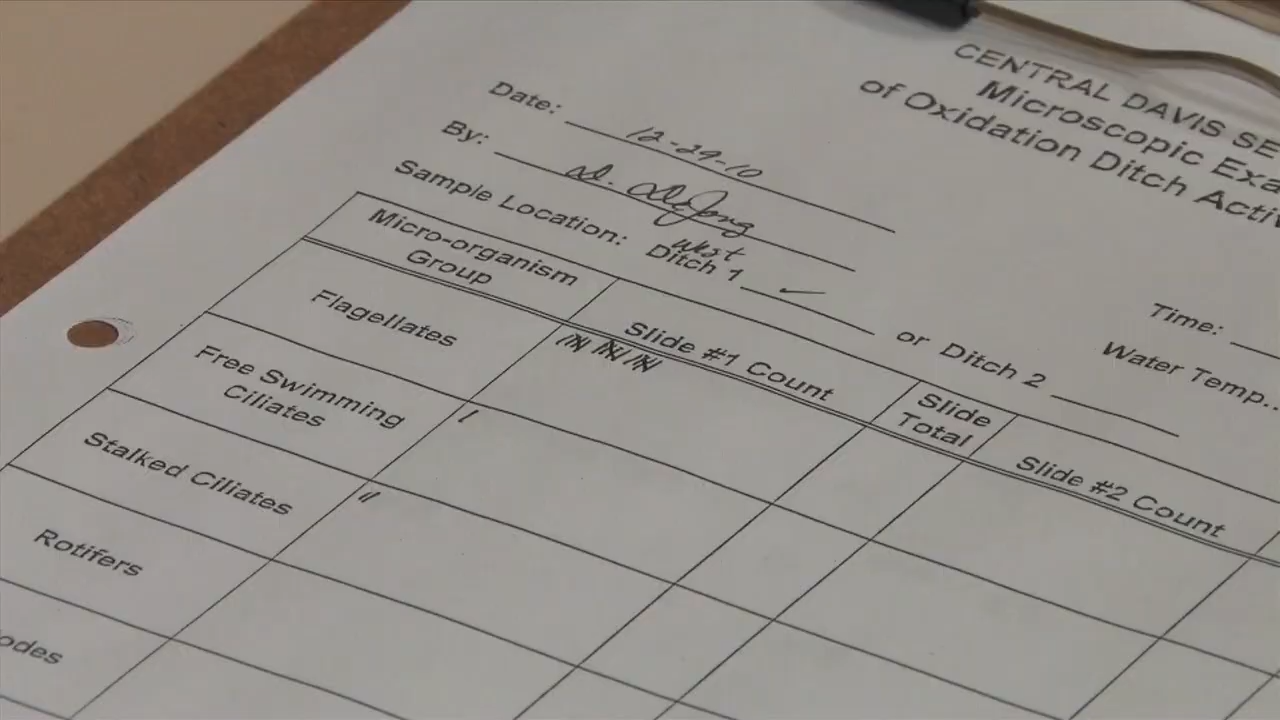 CENTRAL DAVIS SE
Microscopic Exa
of Oxidation Ditch Activ
Date: 12-29-10
By:
Sample Location: West Ditch 1 ✓ or Ditch 2
Time:
Water Temp..
Micro-organism Group
Slide #1 Count
Slide Total
Slide #2 Count
Flagellates
Free Swimming Ciliates
Stalked Ciliates
Rotifers
odes